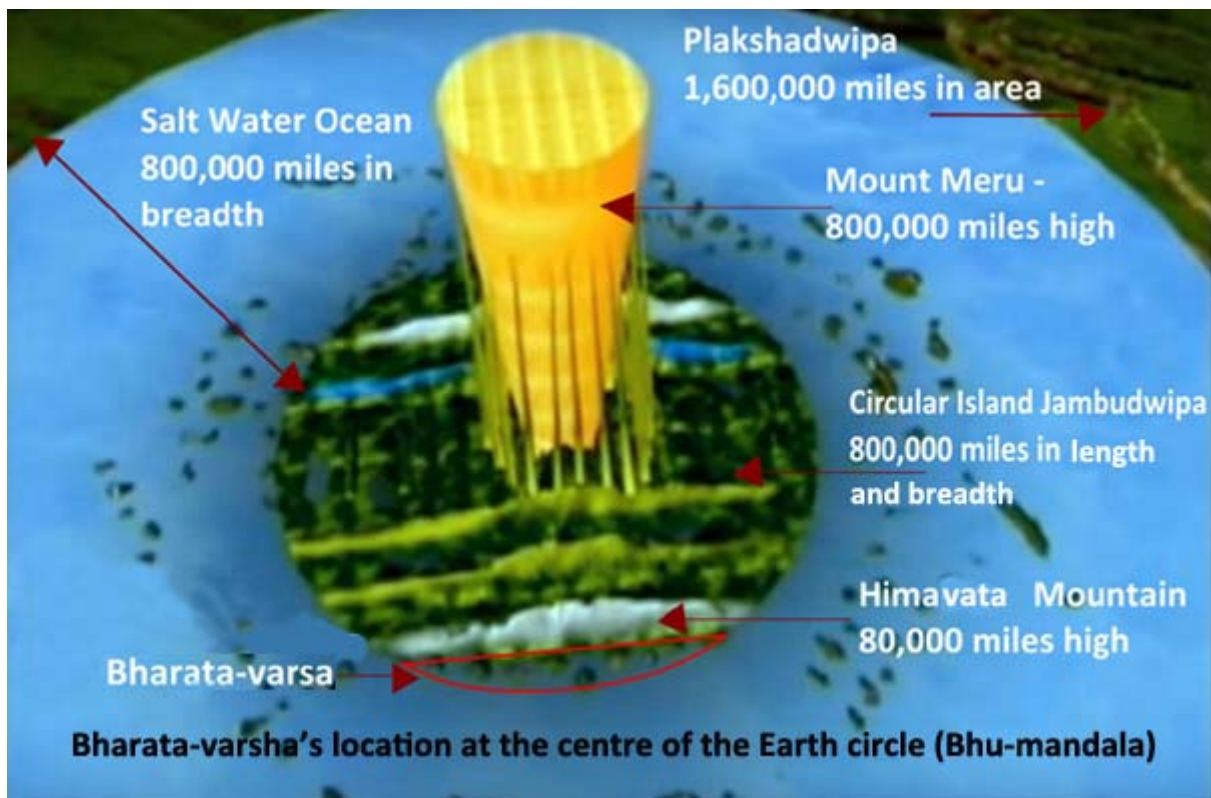 Plakshadwipa
1,600,000 miles in area
Salt Water Ocean
800,000 miles in
breadth
Mount Meru -
800,000 miles high
Circular Island Jambudwipa
800,000 miles in length
and breadth
Himavata Mountain
80,000 miles high
Bharata-varsa
Bharata-varsha’s location at the centre of the Earth circle (Bhu-mandala)